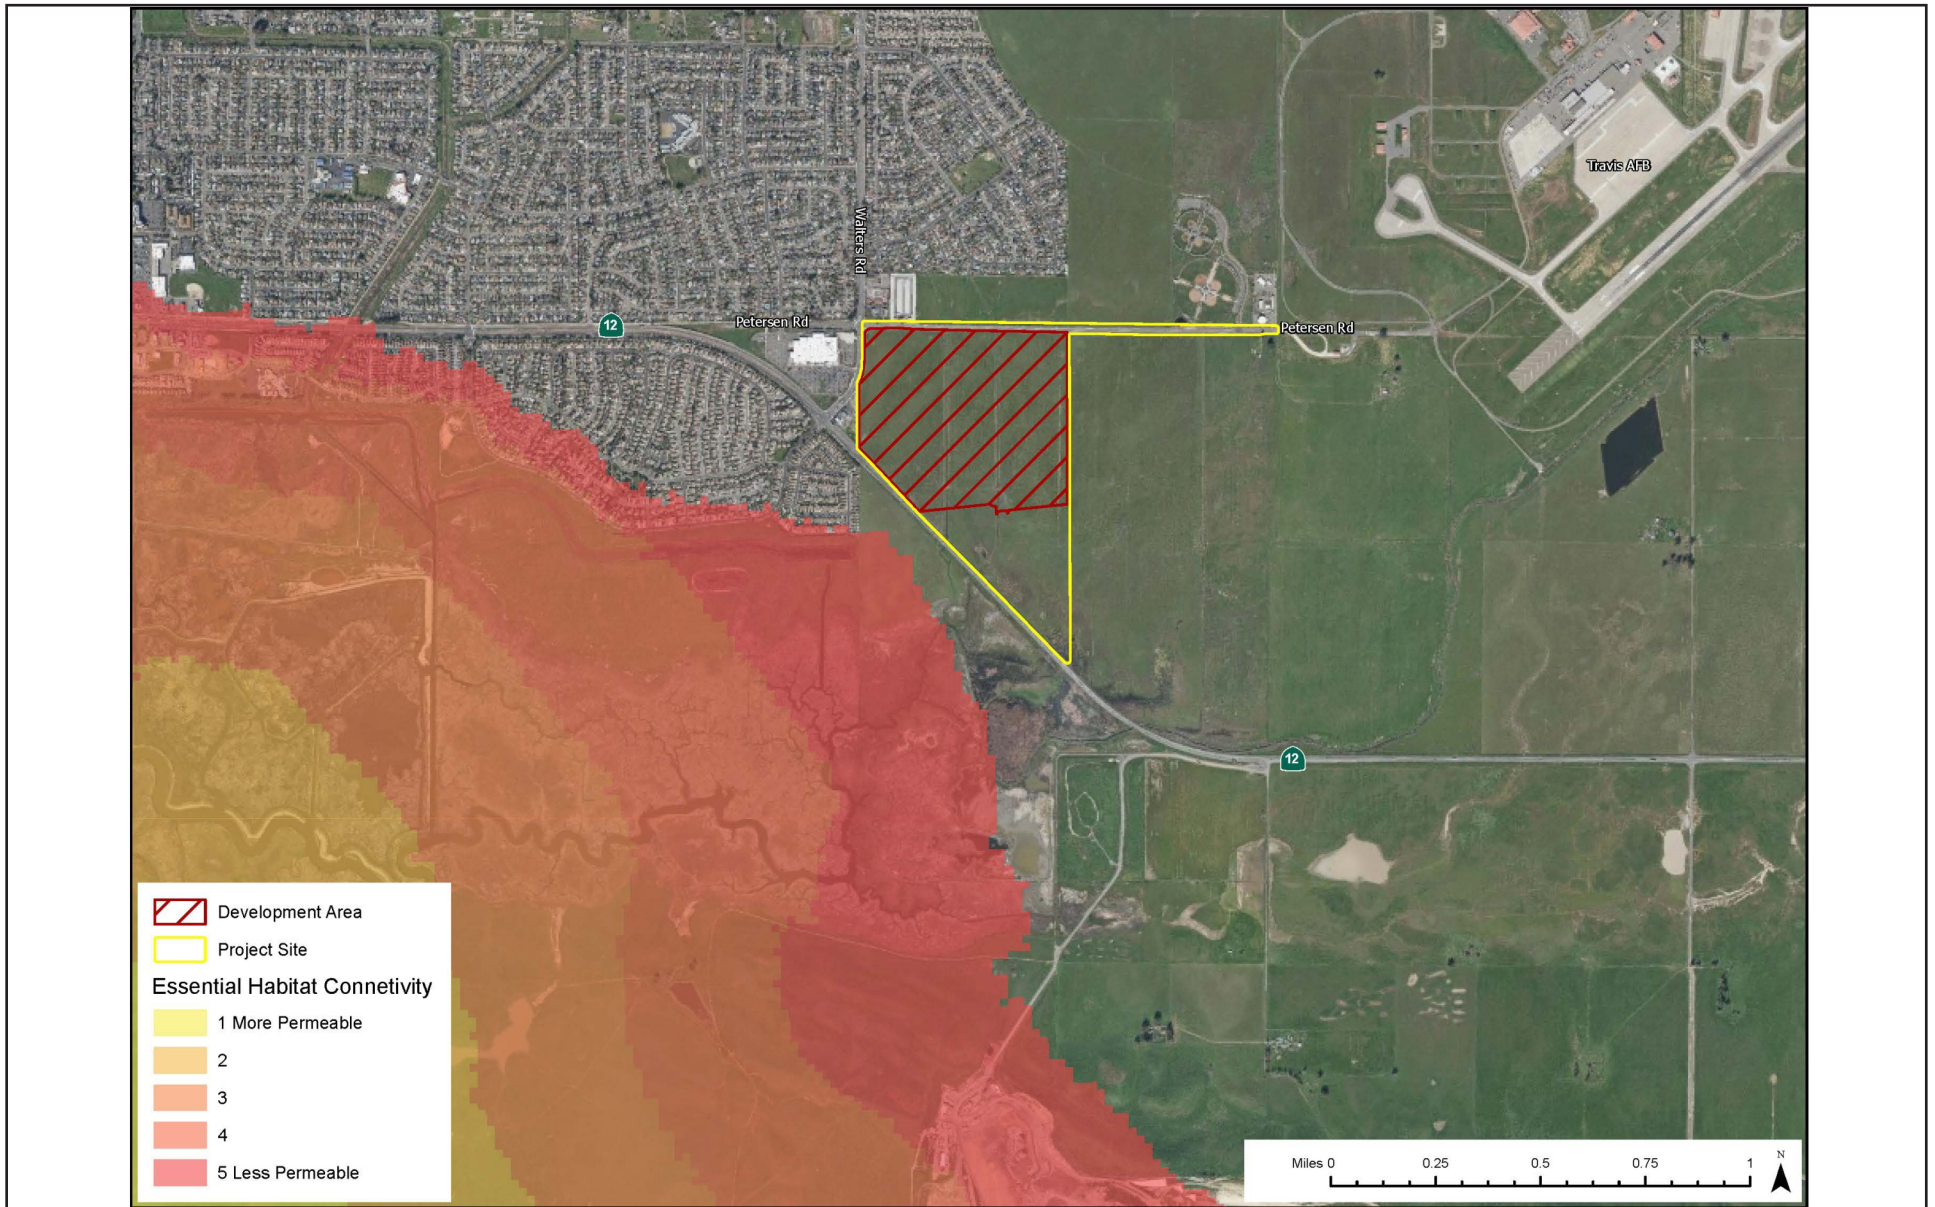 Travis AFB
Walters Rd
12
Petersen Rd
Petersen Rd
12
Development Area
Project Site
Essential Habitat Connetivity
1 More Permeable
2
3
4
5 Less Permeable
Miles 0 0.25 0.5 0.75 1
N